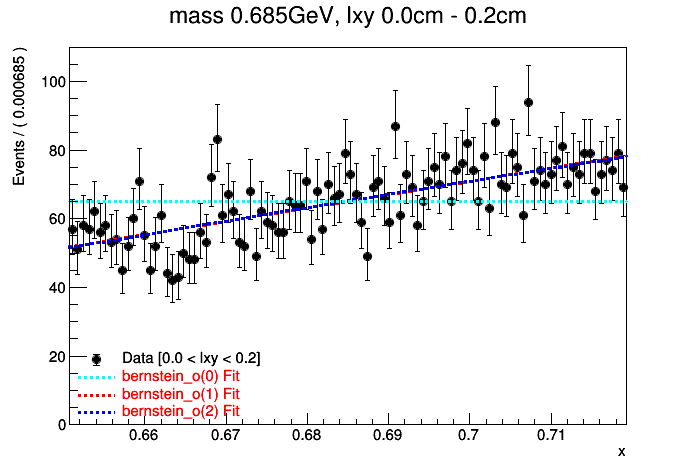 mass 0.685GeV, lxy 0.0cm - 0.2cm
Events / ( 0.000685 )
100
80
60
40
20
0
Data [0.0 < lxy < 0.2]
bernstein_o(0) Fit
bernstein_o(1) Fit
bernstein_o(2) Fit
0.66 0.67 0.68 0.69 0.7 0.71
x